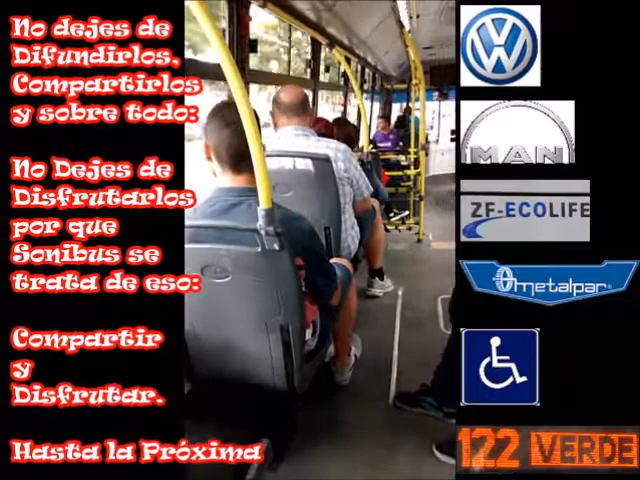 No dejes de
Difundirlos,
Compartirlos
y sobre todo:
No Dejes de
Disfrutarlos
por que
Sonibus se
trata de eso:
Compartir
y
Disfrutar.
Hasta la Próxima
VW
MAN
ZF-ECOLIFE
metalpar
122 VERDE